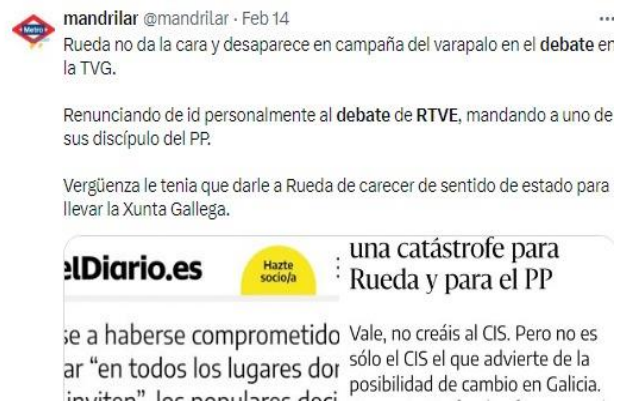 Metro
mandrilar @mandrilar · Feb 14
Rueda no da la cara y desaparece en campaña del varapalo en el debate en
la TVG.
Renunciando de id personalmente al debate de RTVE, mandando a uno de
sus discípulo del PP.
Vergüenza le tenia que darle a Rueda de carecer de sentido de estado para
llevar la Xunta Gallega.
elDiario.es
Hazte
socio/a
se a haberse comprometido
ar “en todos los lugares dor
inviten”, los populares deci
una catástrofe para
Rueda y para el PP
Vale, no creáis al CIS. Pero no es
sólo el CIS el que advierte de la
posibilidad de cambio en Galicia.